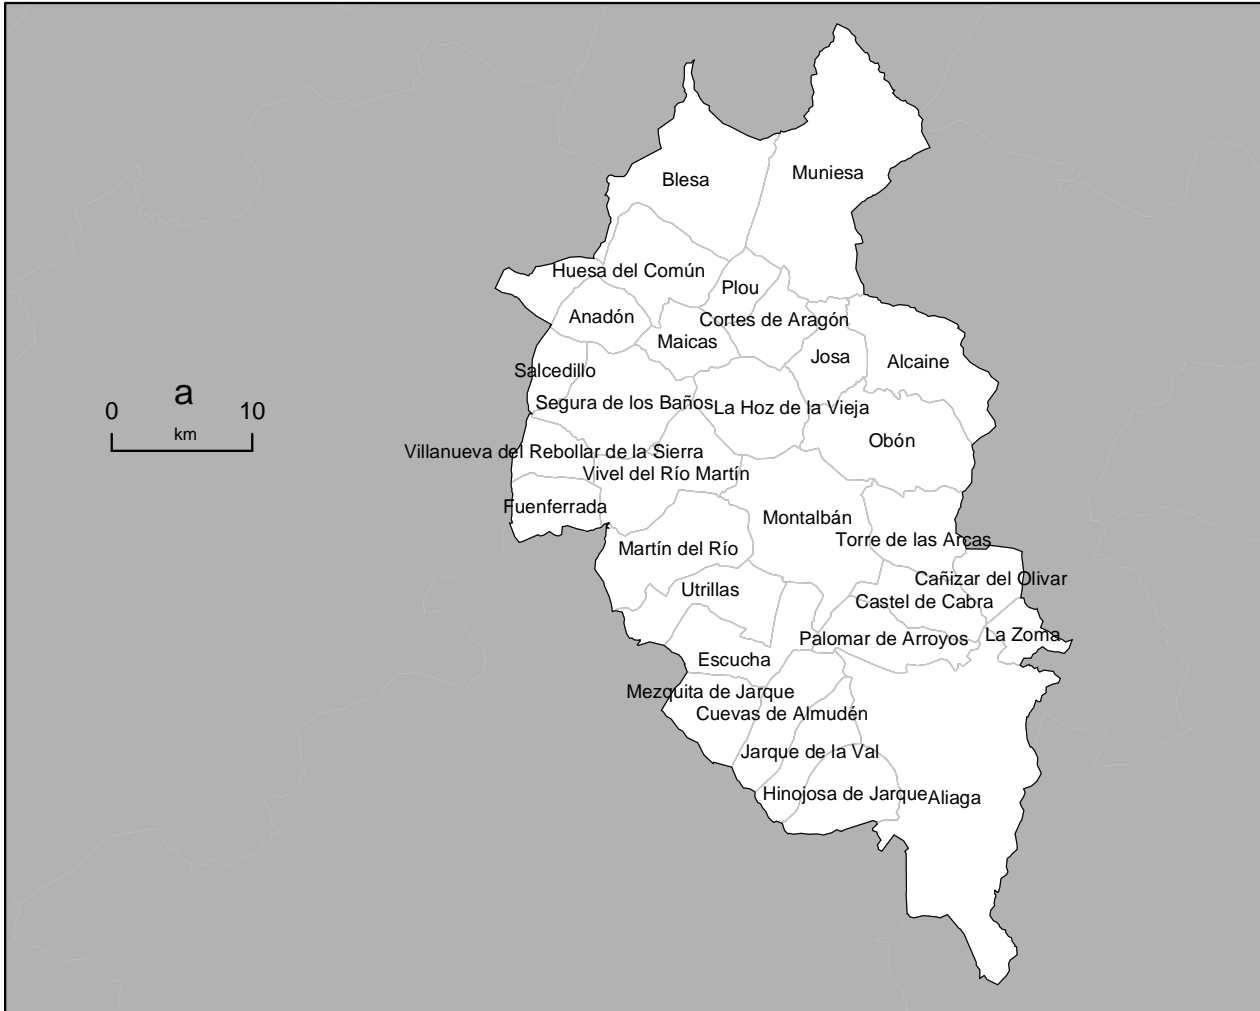 Blesa
Muniesa
Huesa del Común
Plou
Anadón
Cortes de Aragón
Maicas
Josa
Alcaine
Salcedillo
a
0 10
km
Segura de los Baños
La Hoz de la Vieja
Obón
Villanueva del Rebollar de la Sierra
Vivel del Río Martín
Fuenferrada
Montalbán
Torre de las Arcas
Martín del Río
Cañizar del Olivar
Utrillas
Castel de Cabra
La Zoma
Palomar de Arroyos
Escucha
Mezquita de Jarque
Cuevas de Almudén
Jarque de la Val
Hinojosa de Jarque
Aliaga